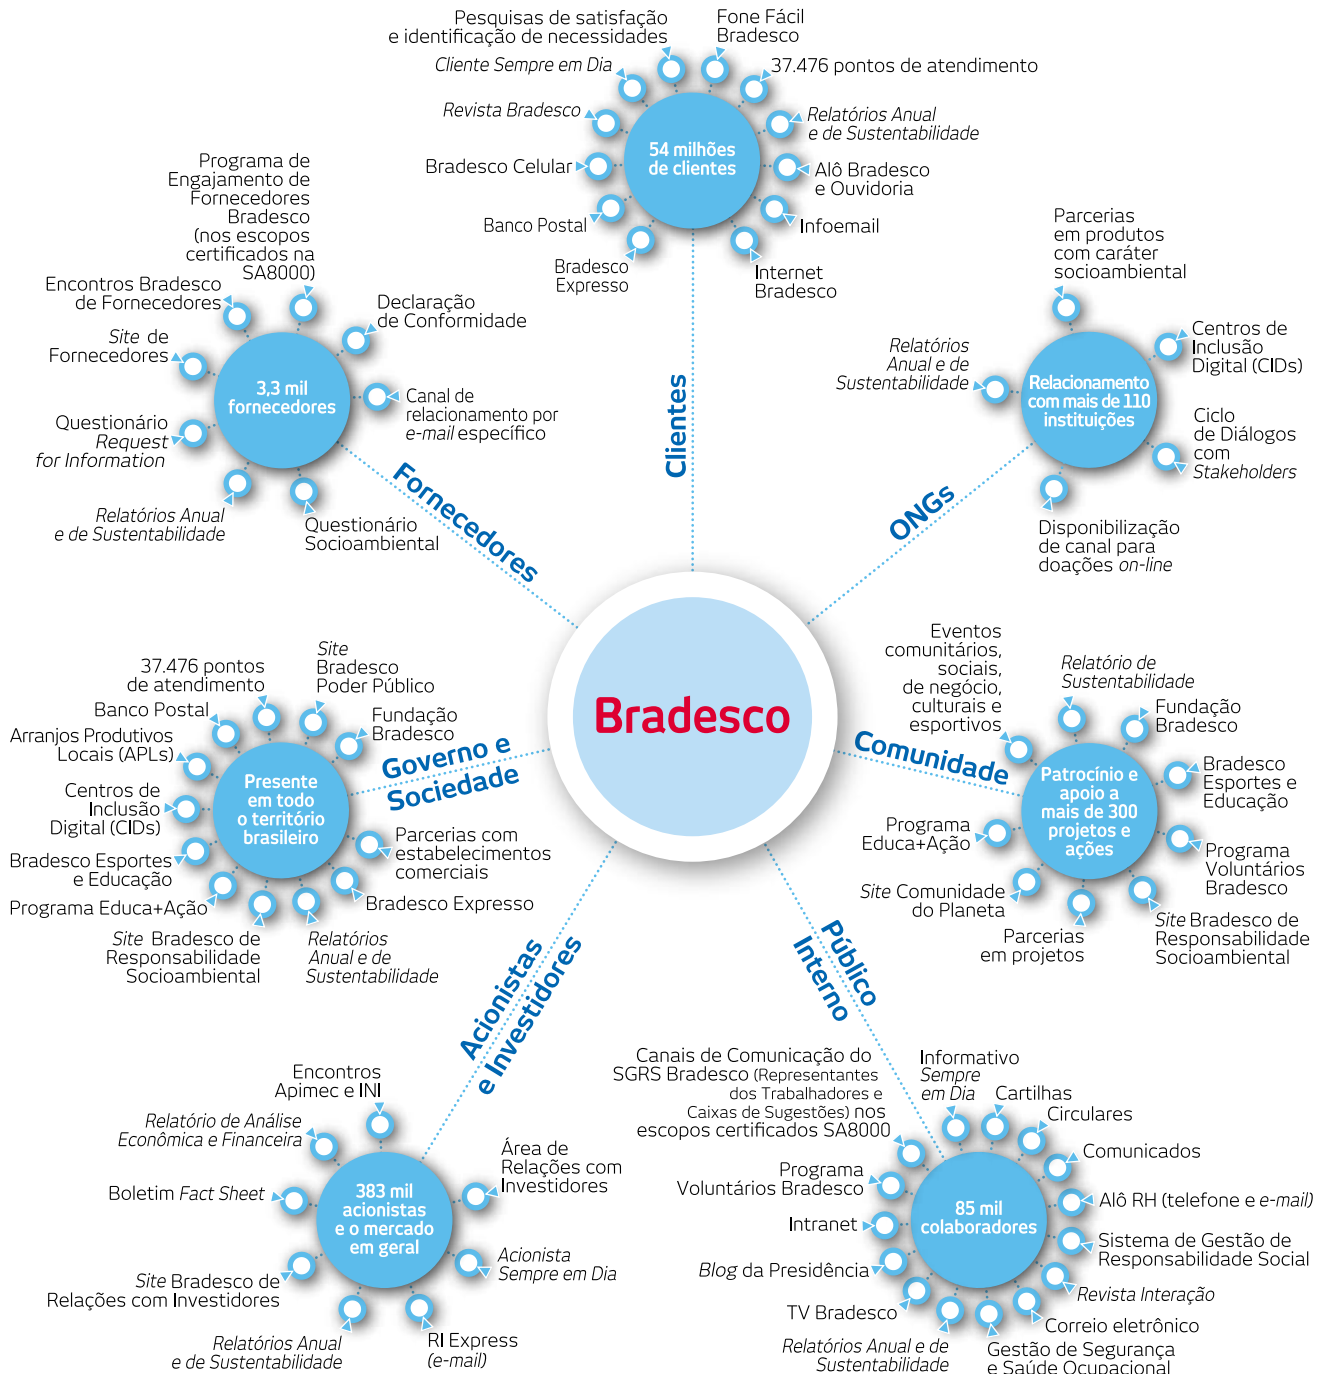 Pesquisas de satisfação
e identificação de necessidades
Fone Fácil
Bradesco
Cliente Sempre em Dia
37.476 pontos de atendimento
Revista Bradesco
Relatórios Anual
e de Sustentabilidade
Bradesco Celular
Alô Bradesco
e Ouvidoria
Banco Postal
Infoemail
Bradesco
Expresso
Internet
Bradesco
54 milhões
de clientes
Clientes
Programa de
Engajamento de
Fornecedores
Bradesco
(nos escopos
certificados na
SA8000)
Encontros Bradesco
de Fornecedores
Declaração
de Conformidade
Site de
Fornecedores
Canal de
relacionamento por
e-mail específico
Questionário
Request
for Information
Relatórios Anual
e de Sustentabilidade
Questionário
Socioambiental
3,3 mil
fornecedores
Fornecedores
Parcerias
em produtos
com caráter
socioambiental
Relatórios
Anual e de
Sustentabilidade
Centros de
Inclusão
Digital (CIDs)
Ciclo
de Diálogos
com
Stakeholders
Disponibilização
de canal para
doações on-line
Relacionamento
com mais de 110
instituições
ONGs
Bradesco
37.476 pontos
de atendimento
Site
Bradesco
Poder Público
Banco Postal
Fundação
Bradesco
Arranjos Produtivos
Locais (APLs)
Centros de
Inclusão
Digital (CIDs)
Parcerias com
estabelecimentos
comerciais
Bradesco Esportes
e Educação
Bradesco Expresso
Programa Educa+Ação
Site Bradesco de
Responsabilidade
Socioambiental
Relatórios
Anual e de
Sustentabilidade
Presente
em todo
o território
brasileiro
Governo e
Sociedade
Eventos
comunitários,
sociais,
de negócio,
culturais e
esportivos
Relatório de
Sustentabilidade
Fundação
Bradesco
Bradesco
Esportes e
Educação
Programa
Educa+Ação
Programa
Voluntários
Bradesco
Site Comunidade
do Planeta
Parcerias
em projetos
Site Bradesco de
Responsabilidade
Socioambiental
Patrocínio e
apoio a
mais de 300
projetos e
ações
Comunidade
Encontros
Apimec e INI
Relatório de Análise
Econômica e Financeira
Área de
Relações com
Investidores
Boletim Fact Sheet
Acionista
Sempre em Dia
Site Bradesco de
Relações com Investidores
Relatórios Anual
e de Sustentabilidade
RI Express
(e-mail)
383 mil
acionistas
e o mercado
em geral
Acionistas
e Investidores
Canais de Comunicação do
SGRS Bradesco (Representantes
dos Trabalhadores e
Caixas de Sugestões) nos
escopos certificados SA8000
Informativo
Sempre
em Dia
Cartilhas
Circulares
Comunicados
Programa
Voluntários Bradesco
Alô RH (telefone e e-mail)
Intranet
Sistema de Gestão de
Responsabilidade Social
Blog da Presidência
Revista Interação
TV Bradesco
Correio eletrônico
Relatórios Anual e de
Sustentabilidade
Gestão de Segurança
e Saúde Ocupacional
85 mil
colaboradores
Público
Interno